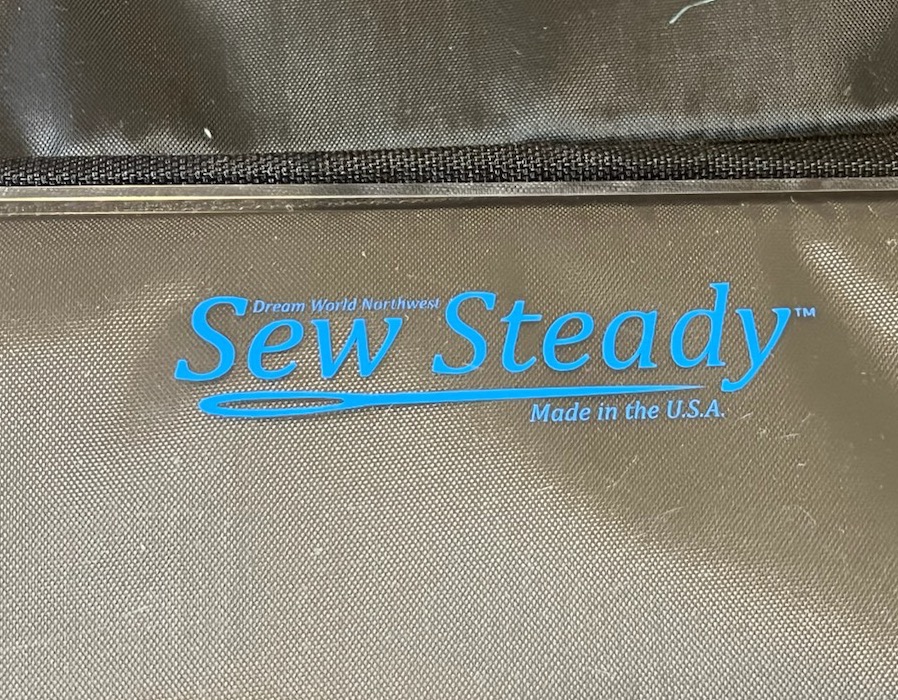 Dream World Northwest
Sew Steady™
Made in the U.S.A.